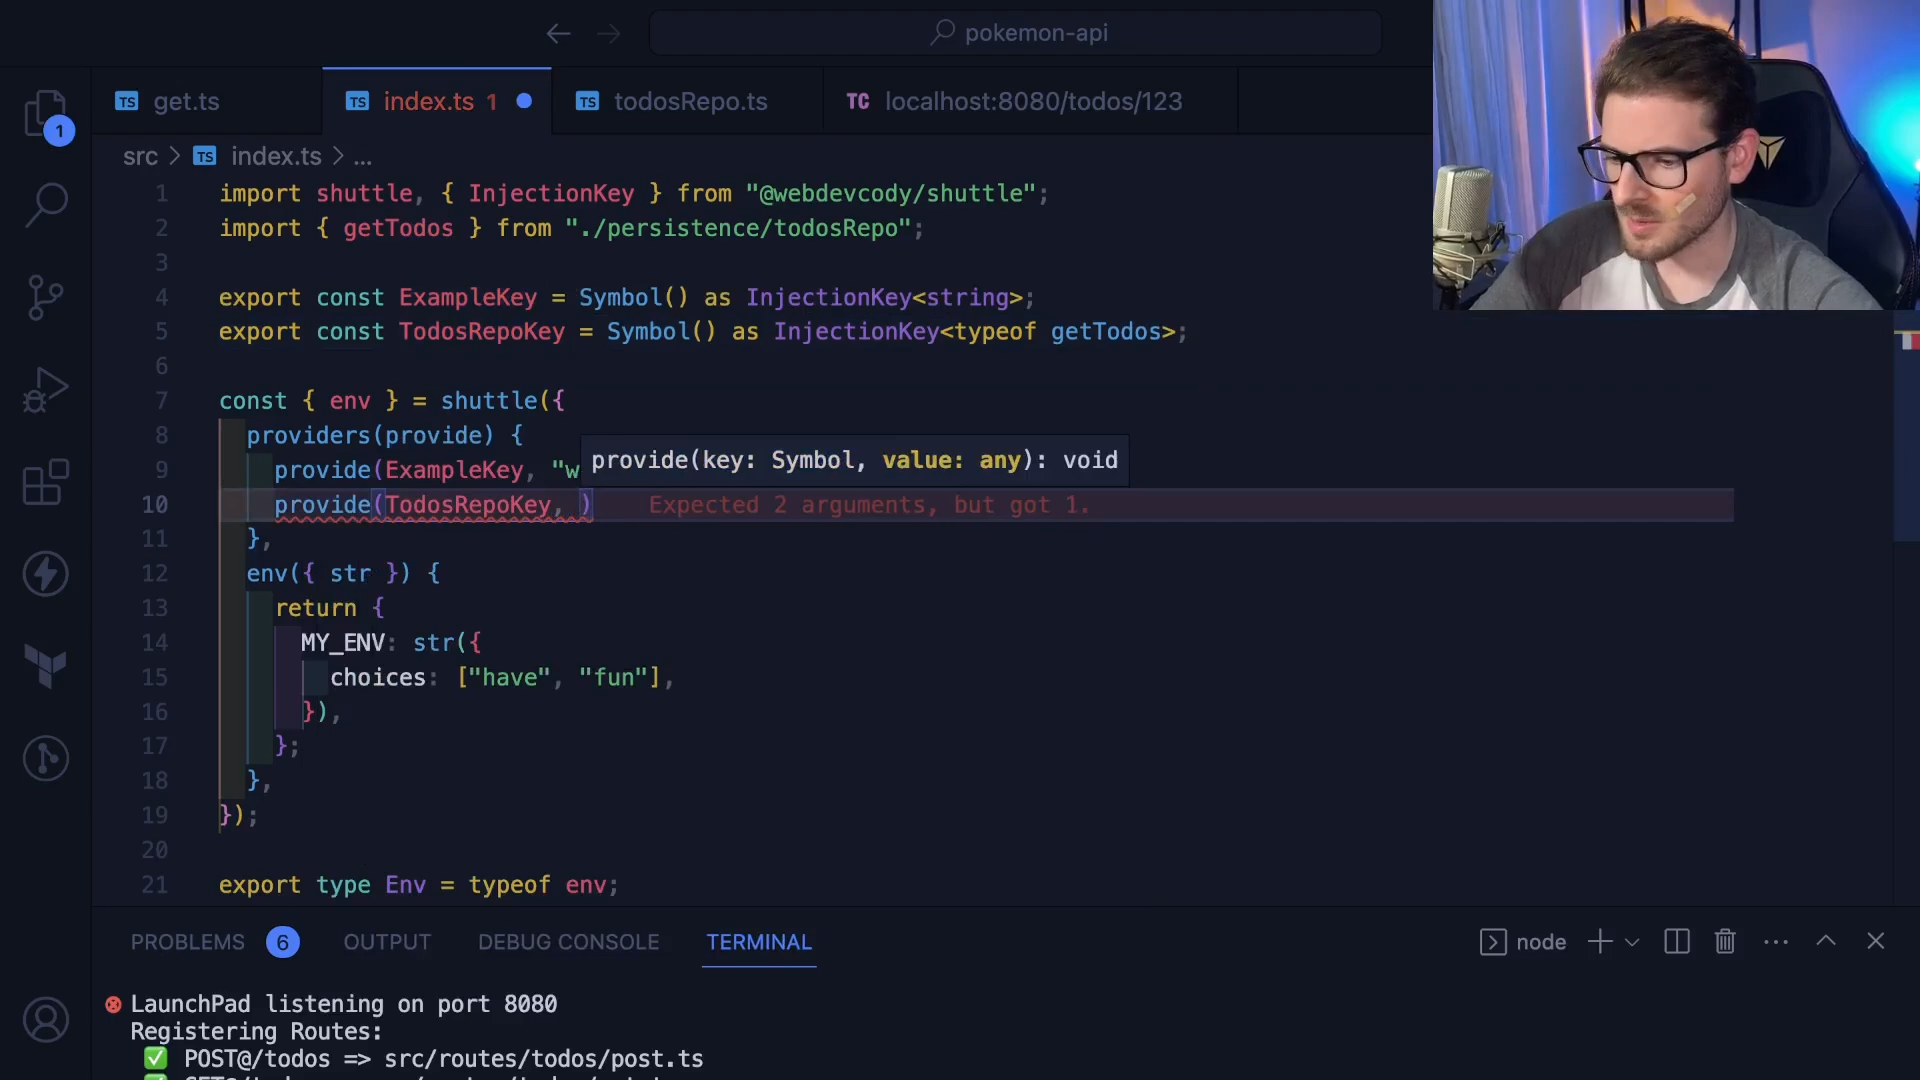 pokemon-api
TS get.ts
TS index.ts 1
TS todosRepo.ts
TC localhost:8080/todos/123
1
src > TS index.ts > ...
1 import shuttle, { InjectionKey } from "@webdevcody/shuttle";
2 import { getTodos } from "./persistence/todosRepo";
3
4 export const ExampleKey = Symbol() as InjectionKey<string>;
5 export const TodosRepoKey = Symbol() as InjectionKey<typeof getTodos>;
6
7 const { env } = shuttle({
8 providers(provide) {
provide(key: Symbol, value: any): void
9 provide(ExampleKey, "w
10 provide(TodosRepoKey, ) Expected 2 arguments, but got 1.
11 },
12 env({ str }) {
13 return {
14 MY_ENV: str({
15 choices: ["have", "fun"],
16 }),
17 };
18 },
19 });
20
21 export type Env = typeof env;
PROBLEMS 6 OUTPUT DEBUG CONSOLE TERMINAL
node
LaunchPad listening on port 8080
Registering Routes:
✅ POST@/todos => src/routes/todos/post.ts